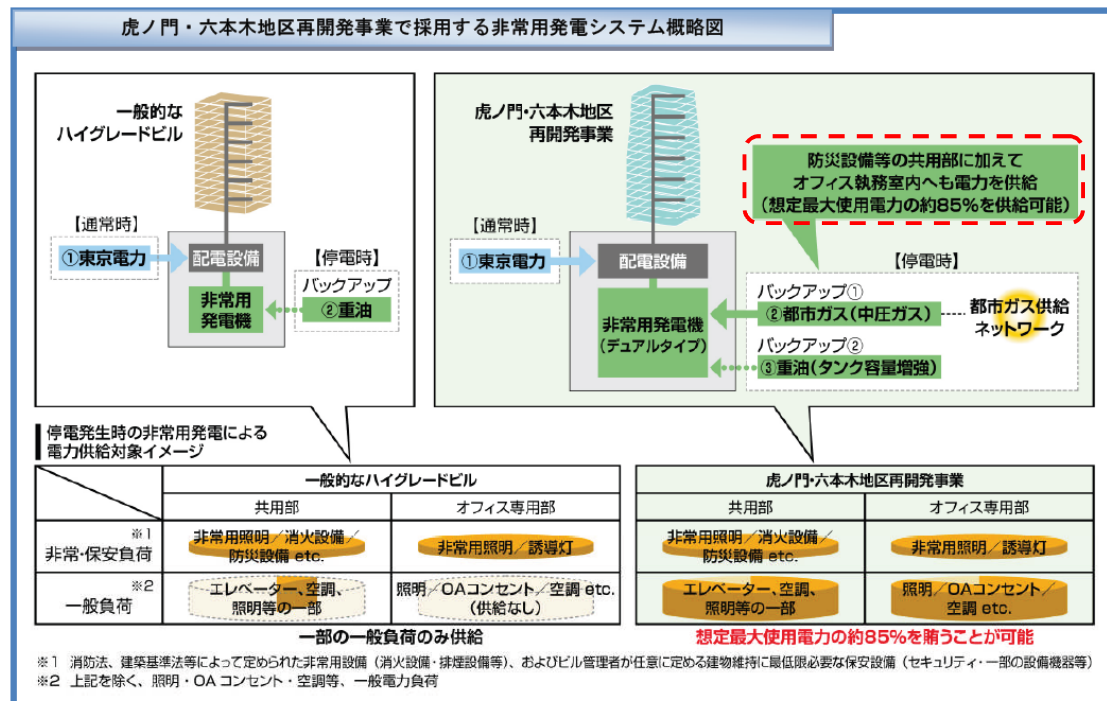 虎ノ門・六本木地区再開発事業で採用する非常用発電システム概略図
一般的な
ハイグレードビル
【通常時】
①東京電力
配電設備
非常用
発電機
【停電時】
バックアップ
②重油
虎ノ門・六本木地区
再開発事業
防災設備等の共用部に加えて
オフィス執務室内へも電力を供給
(想定最大使用電力の約85%を供給可能)
【通常時】
①東京電力
配電設備
非常用発電機
(デュアルタイプ)
【停電時】
バックアップ①
②都市ガス(中圧ガス)
都市ガス供給
ネットワーク
バックアップ②
③重油(タンク容量増強)
停電発生時の非常用発電による
電力供給対象イメージ
一般的なハイグレードビル
共用部
オフィス専用部
虎ノ門・六本木地区再開発事業
共用部
オフィス専用部
※1
非常・保安負荷
非常用照明/消火設備/
防災設備 etc.
非常用照明/誘導灯
非常用照明/消火設備/
防災設備 etc.
非常用照明/誘導灯
※2
一般負荷
エレベーター、空調、
照明等の一部
照明/OAコンセント/空調 etc.
(供給なし)
エレベーター、空調、
照明等の一部
照明/OAコンセント/
空調 etc.
一部の一般負荷のみ供給
想定最大使用電力の約85%を賄うことが可能
※1 消防法、建築基準法等によって定められた非常用設備(消火設備・排煙設備等)、およびビル管理者が任意に定める建物維持に最低限必要な保安設備(セキュリティ・一部の設備機器等)
※2 上記を除く、照明・OA コンセント・空調等、一般電力負荷